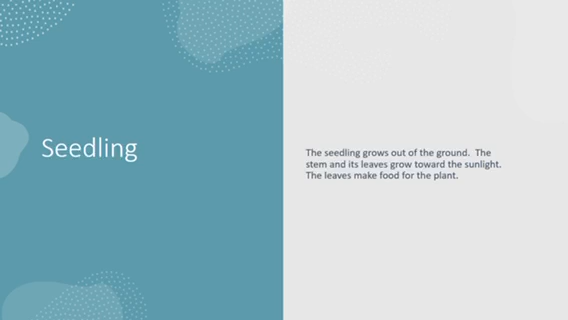 Seedling
The seedling grows out of the ground. The
stem and its leaves grow toward the sunlight.
The leaves make food for the plant.